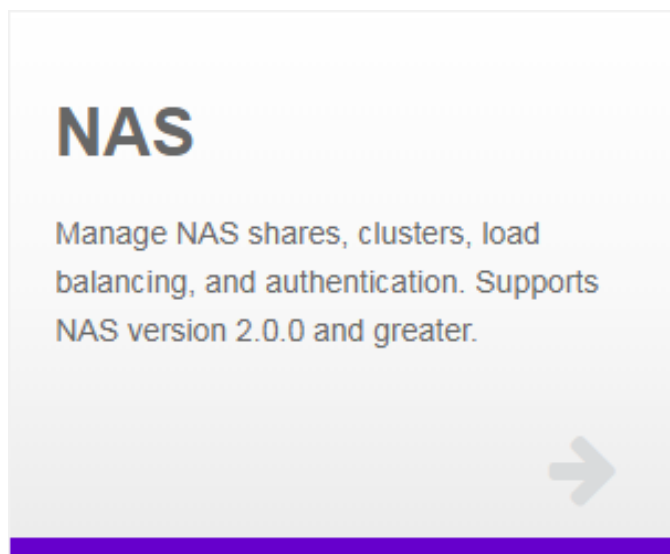 NAS
Manage NAS shares, clusters, load
balancing, and authentication. Supports
NAS version 2.0.0 and greater.